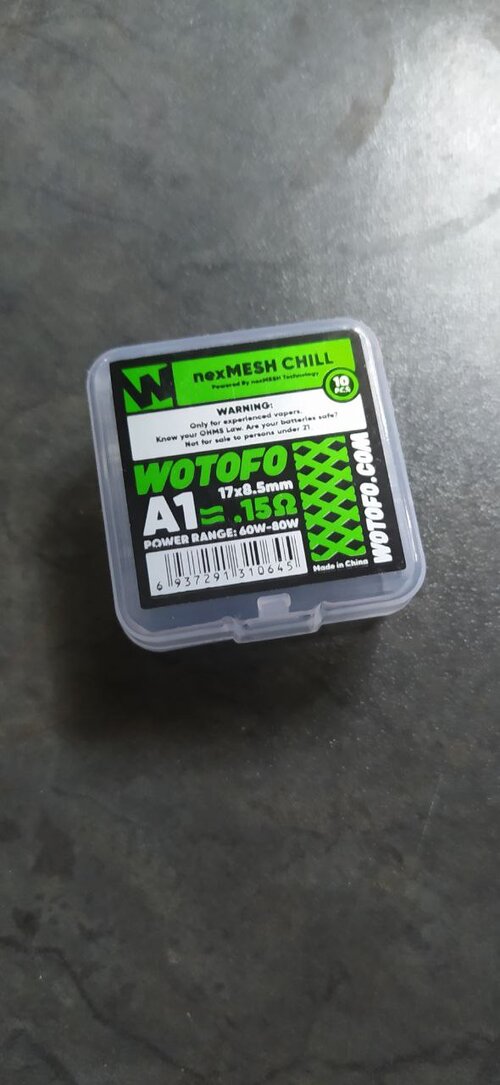 W
nexMESH CHILL
Powered By nexMESH Technology
10
PCS
WARNING:
Only for experienced vapers.
Know your OHMS Law. Are your batteries safe?
Not for sale to persons under 21.
WOTOFO
17x8.5mm
A1≈.15Ω
POWER RANGE: 60W-80W
6 937291 310645
Made in China
WOTOFO.COM